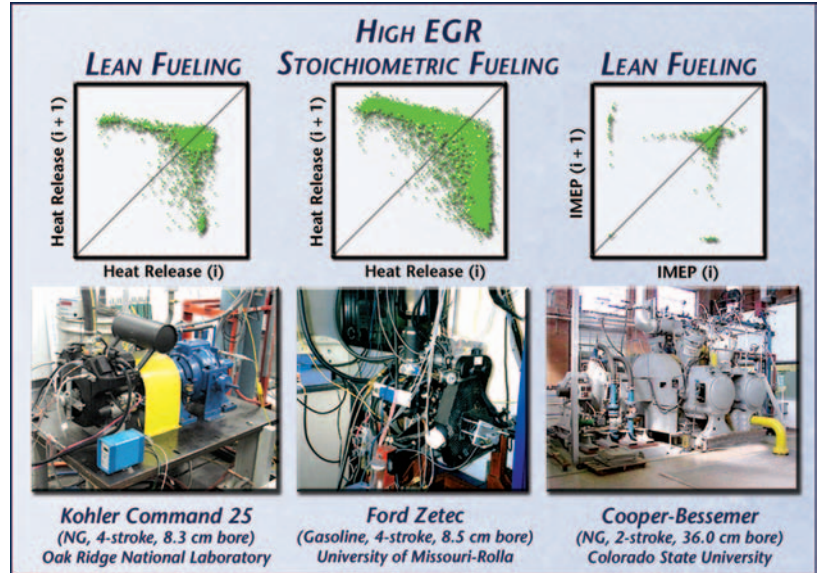 LEAN FUELING
HIGH EGR
STOICHIOMETRIC FUELING
LEAN FUELING
Heat Release (i + 1)
Heat Release (i)
Heat Release (i + 1)
Heat Release (i)
IMEP (i + 1)
IMEP (i)
Kohler Command 25
(NG, 4-stroke, 8.3 cm bore)
Oak Ridge National Laboratory
Ford Zetec
(Gasoline, 4-stroke, 8.5 cm bore)
University of Missouri-Rolla
Cooper-Bessemer
(NG, 2-stroke, 36.0 cm bore)
Colorado State University